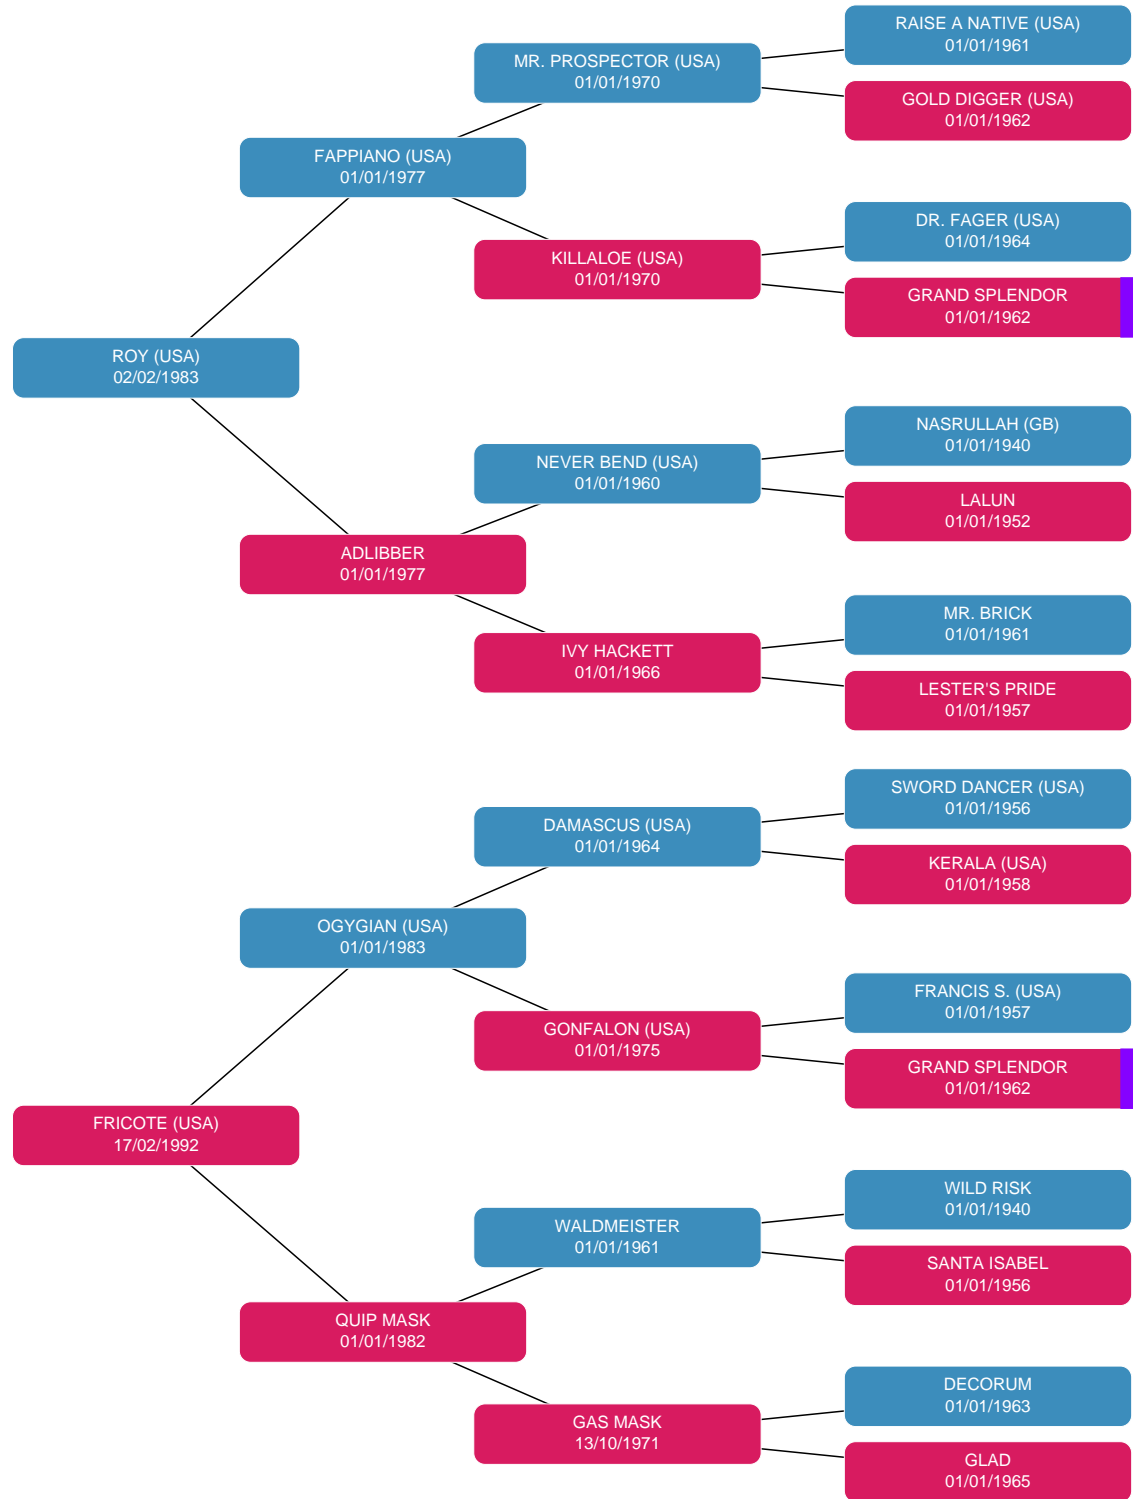 RAISE A NATIVE (USA)
01/01/1961
MR. PROSPECTOR (USA)
01/01/1970
GOLD DIGGER (USA)
01/01/1962
FAPPIANO (USA)
01/01/1977
DR. FAGER (USA)
01/01/1964
KILLALOE (USA)
01/01/1970
GRAND SPLENDOR
01/01/1962
ROY (USA)
02/02/1983
NASRULLAH (GB)
01/01/1940
NEVER BEND (USA)
01/01/1960
LALUN
01/01/1952
ADLIBBER
01/01/1977
MR. BRICK
01/01/1961
IVY HACKETT
01/01/1966
LESTER'S PRIDE
01/01/1957
SWORD DANCER (USA)
01/01/1956
DAMASCUS (USA)
01/01/1964
KERALA (USA)
01/01/1958
OGYGIAN (USA)
01/01/1983
FRANCIS S. (USA)
01/01/1957
GONFALON (USA)
01/01/1975
GRAND SPLENDOR
01/01/1962
FRICOTE (USA)
17/02/1992
WILD RISK
01/01/1940
WALDMEISTER
01/01/1961
SANTA ISABEL
01/01/1956
QUIP MASK
01/01/1982
DECORUM
01/01/1963
GAS MASK
13/10/1971
GLAD
01/01/1965